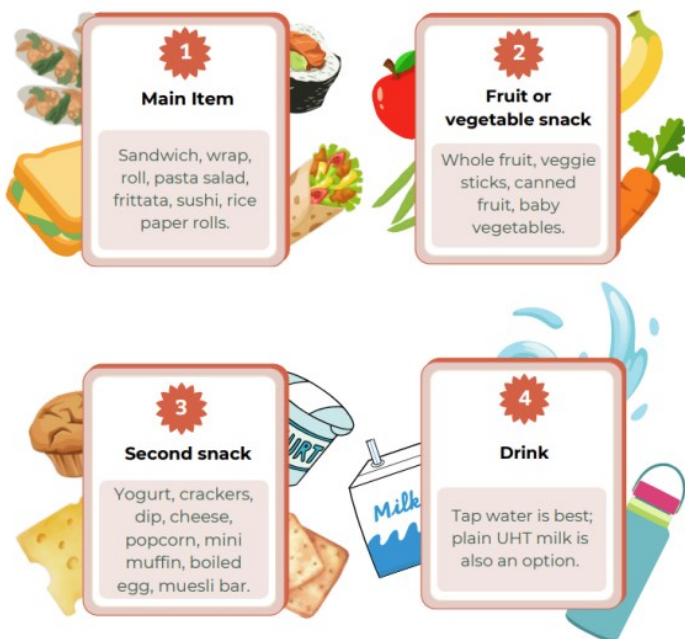 1
Main Item
Sandwich, wrap,
roll, pasta salad,
frittata, sushi, rice
paper rolls.
2
Fruit or
vegetable snack
Whole fruit, veggie
sticks, canned
fruit, baby
vegetables.
3
Second snack
Yogurt, crackers,
dip, cheese,
popcorn, mini
muffin, boiled
egg, muesli bar.
URT
4
Drink
Tap water is best;
plain UHT milk is
also an option.
Milk